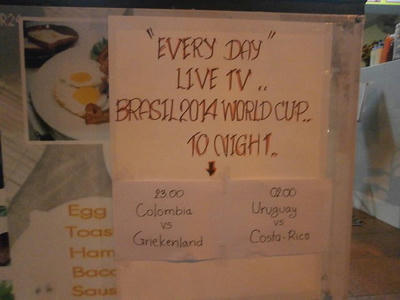 R24
"EVERY DAY"
LIVE TV ..
BRASIL 2014 WORLD CUP..
TO NIGHT..
23.00
Colombia
vs
Griekenland
02.00
Uruguay
vs
Costa-Rica
Egg
Toas
Ham
Baco
Saus